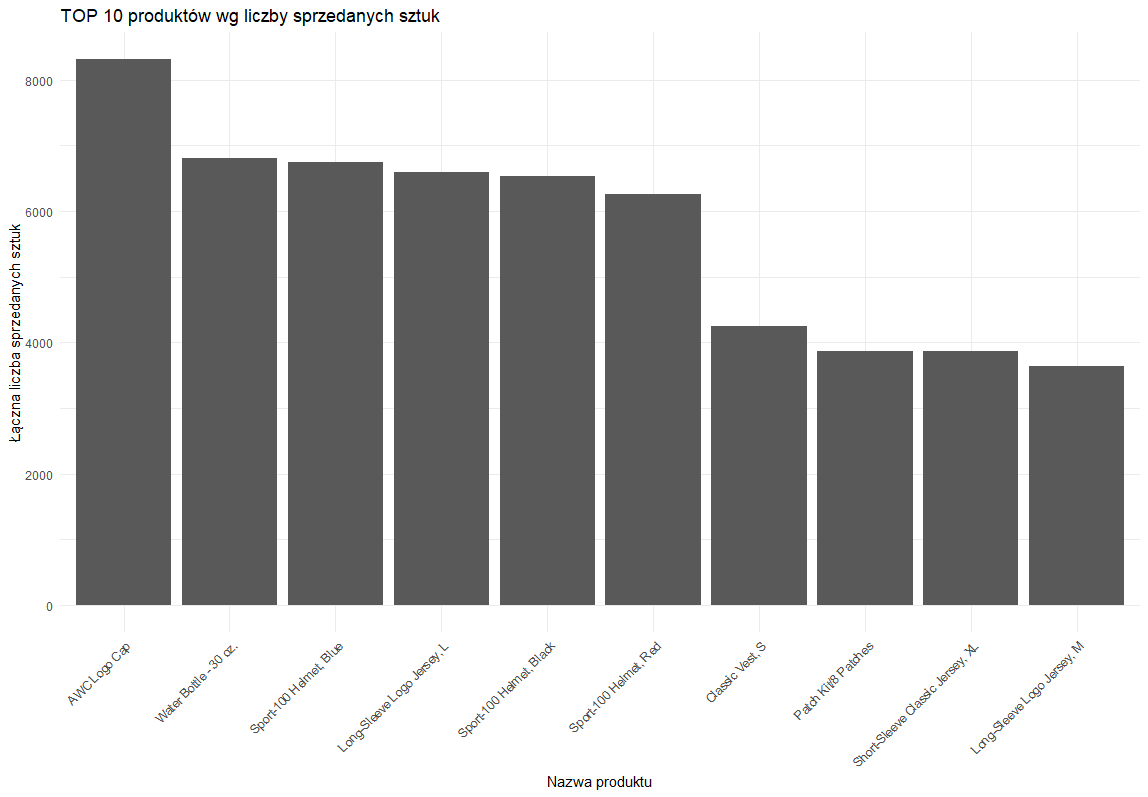 TOP 10 produktów wg liczby sprzedanych sztuk
Łączna liczba sprzedanych sztuk
8000
6000
4000
2000
0
AWC Logo Cap
Water Bottle - 30 oz.
Sport-100 Helmet, Blue
Long-Sleeve Logo Jersey, L
Sport-100 Helmet, Black
Sport-100 Helmet, Red
Classic Vest, S
Patch Kit/8 Patches
Short-Sleeve Classic Jersey, XL
Long-Sleeve Logo Jersey, M
Nazwa produktu